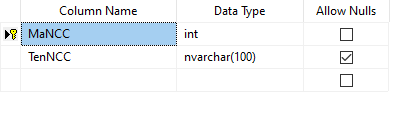 Column Name Data Type Allow Nulls
MaNCC int
TenNCC nvarchar(100)